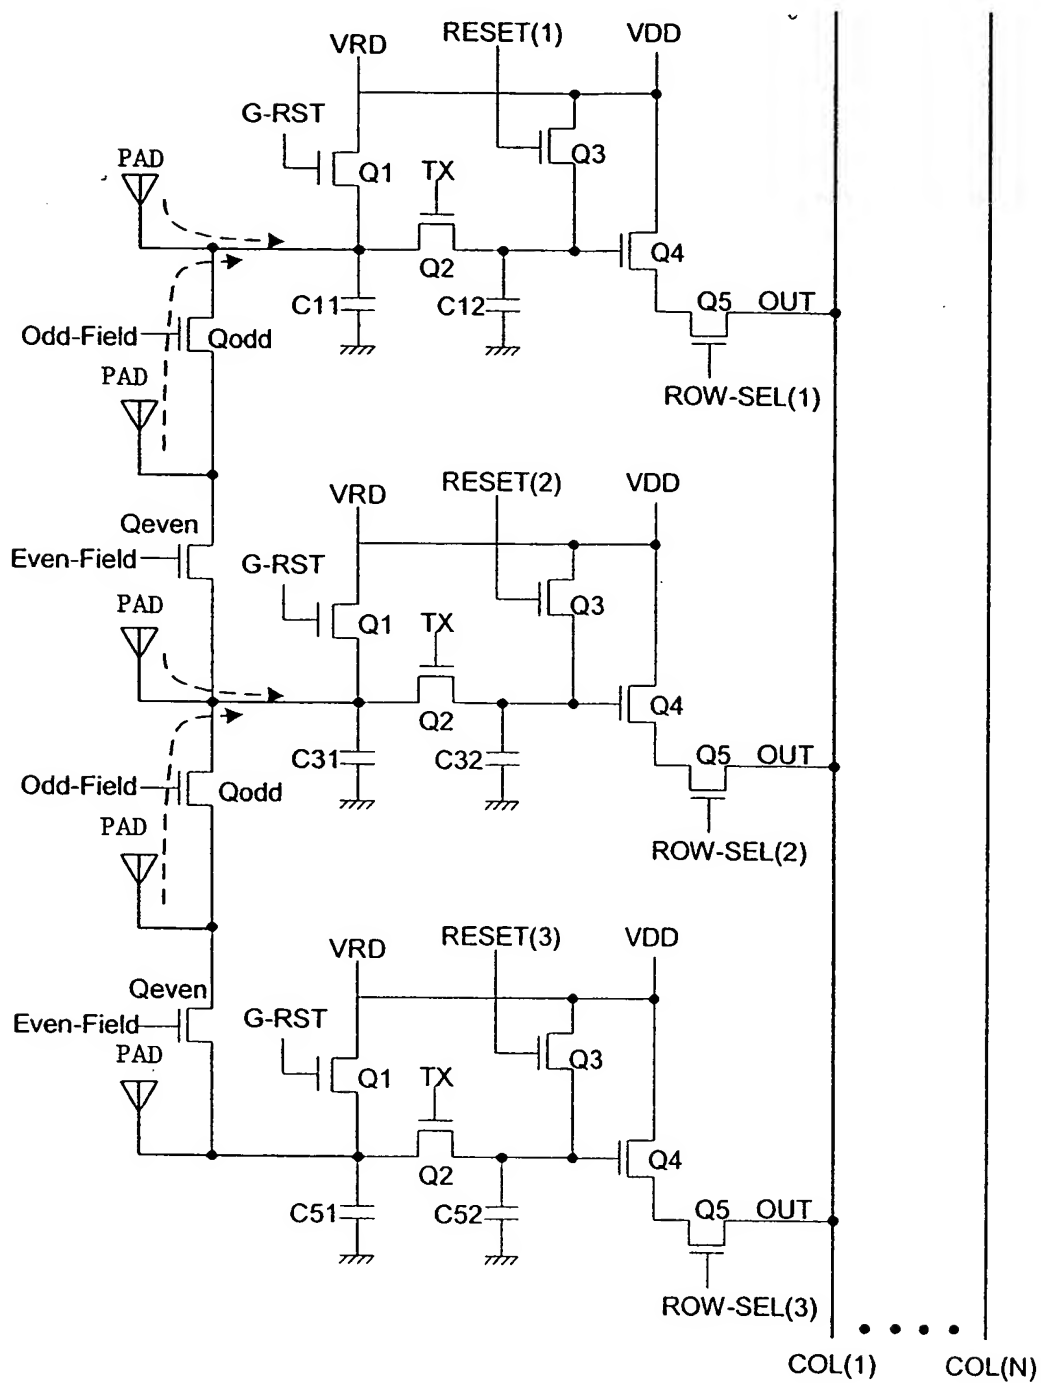 RESET(1)
VRD
VDD
G-RST
PAD
Q1
TX
Q3
Q2
Q4
C11
C12
Q5
OUT
Odd-Field
Qodd
PAD
ROW-SEL(1)
RESET(2)
VRD
VDD
Qeven
Even-Field
G-RST
PAD
Q1
TX
Q3
Q2
Q4
C31
C32
Q5
OUT
Odd-Field
Qodd
PAD
ROW-SEL(2)
RESET(3)
VRD
VDD
Qeven
Even-Field
G-RST
PAD
Q1
TX
Q3
Q2
Q4
C51
C52
Q5
OUT
ROW-SEL(3)
COL(1)
COL(N)